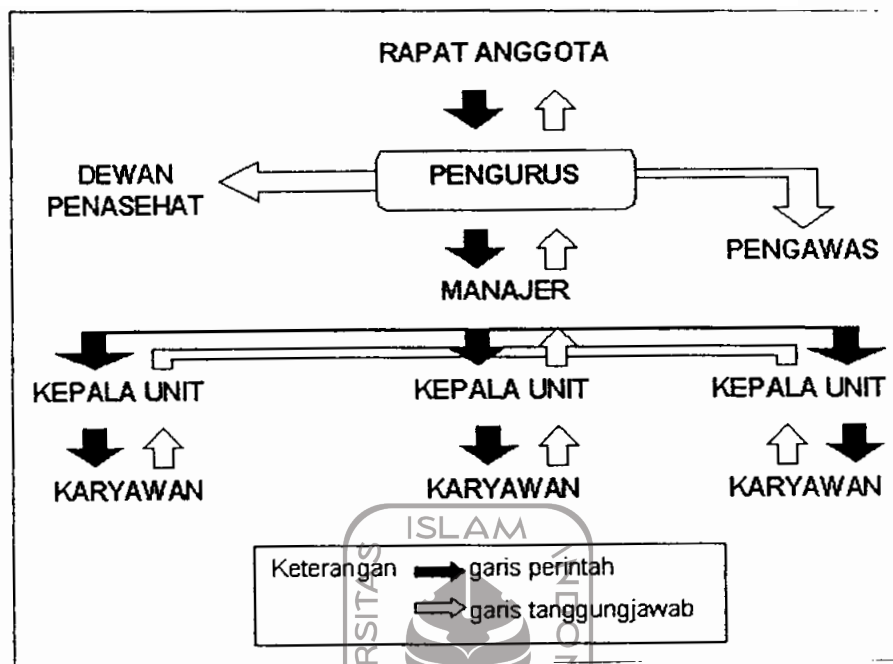 RAPAT ANGGOTA
DEWAN
PENASEHAT
PENGURUS
PENGAWAS
MANAJER
KEPALA UNIT
KEPALA UNIT
KEPALA UNIT
KARYAWAN
KARYAWAN
KARYAWAN
ISLAM
Keterangan
garis perintah
garis tanggungjawab